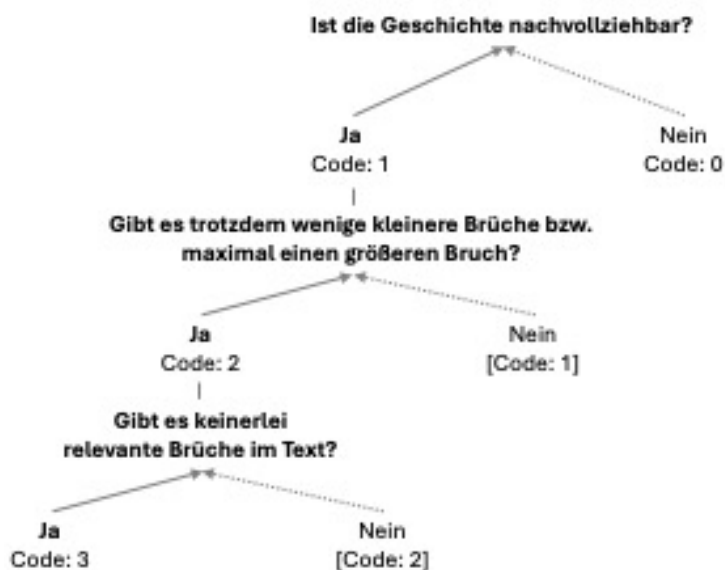 Ist die Geschichte nachvollziehbar?
Ja
Code: 1
Nein
Code: 0
Gibt es trotzdem wenige kleinere Brüche bzw.
maximal einen größeren Bruch?
Ja
Code: 2
Nein
[Code: 1]
Gibt es keinerlei
relevante Brüche im Text?
Ja
Code: 3
Nein
[Code: 2]